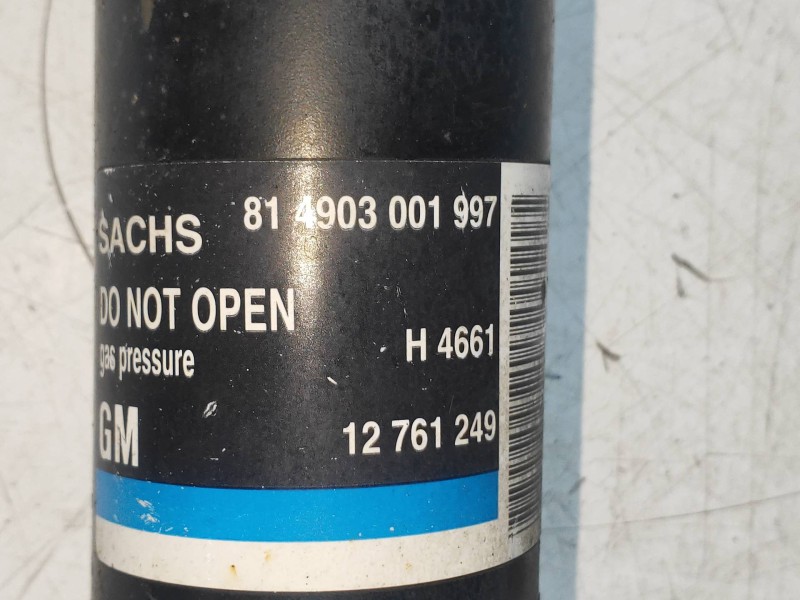 SACHS 81 4903 001 997
DO NOT OPEN
gas pressure H 4661
GM 12 761 249